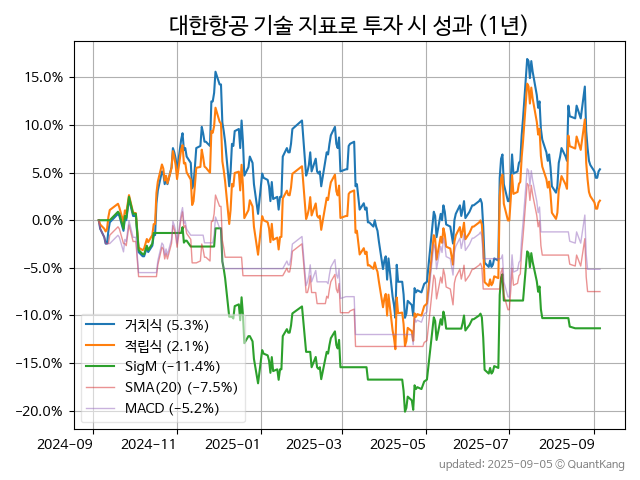 대한항공 기술 지표로 투자 시 성과 (1년)
15.0%
10.0%
5.0%
0.0%
−5.0%
−10.0%
−15.0%
−20.0%
거치식 (5.3%)
적립식 (2.1%)
SigM (−11.4%)
SMA(20) (−7.5%)
MACD (−5.2%)
2024-09 2024-11 2025-01 2025-03 2025-05 2025-07 2025-09
updated: 2025-09-05 © QuantKang